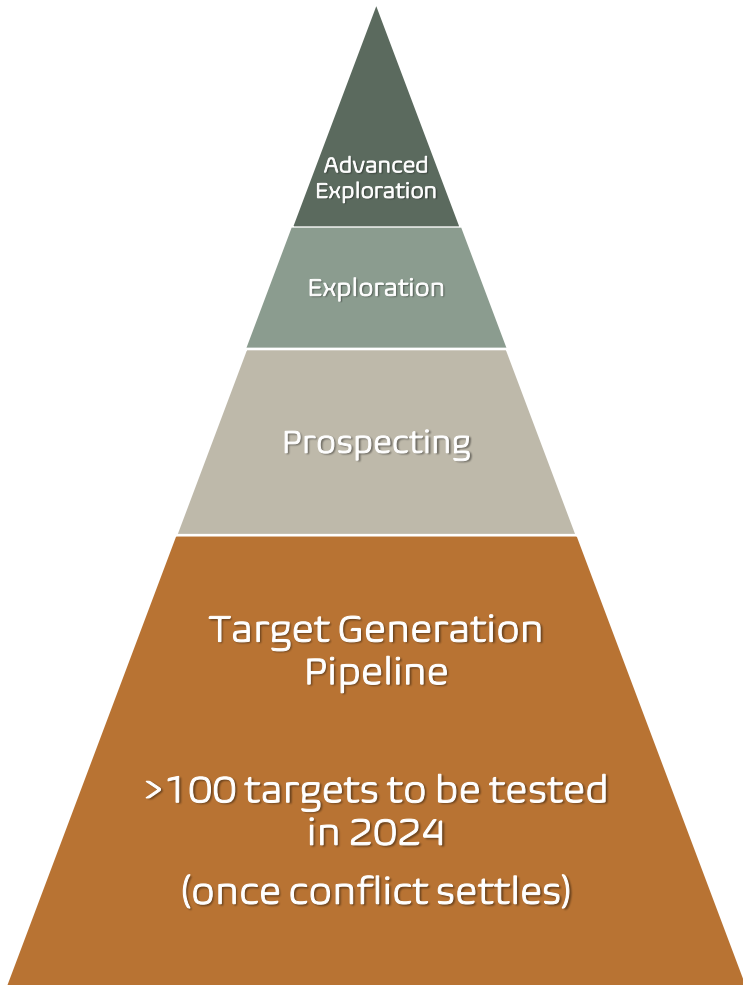 Advanced
Exploration
Exploration
Prospecting
Target Generation
Pipeline
>100 targets to be tested
in 2024
(once conflict settles)